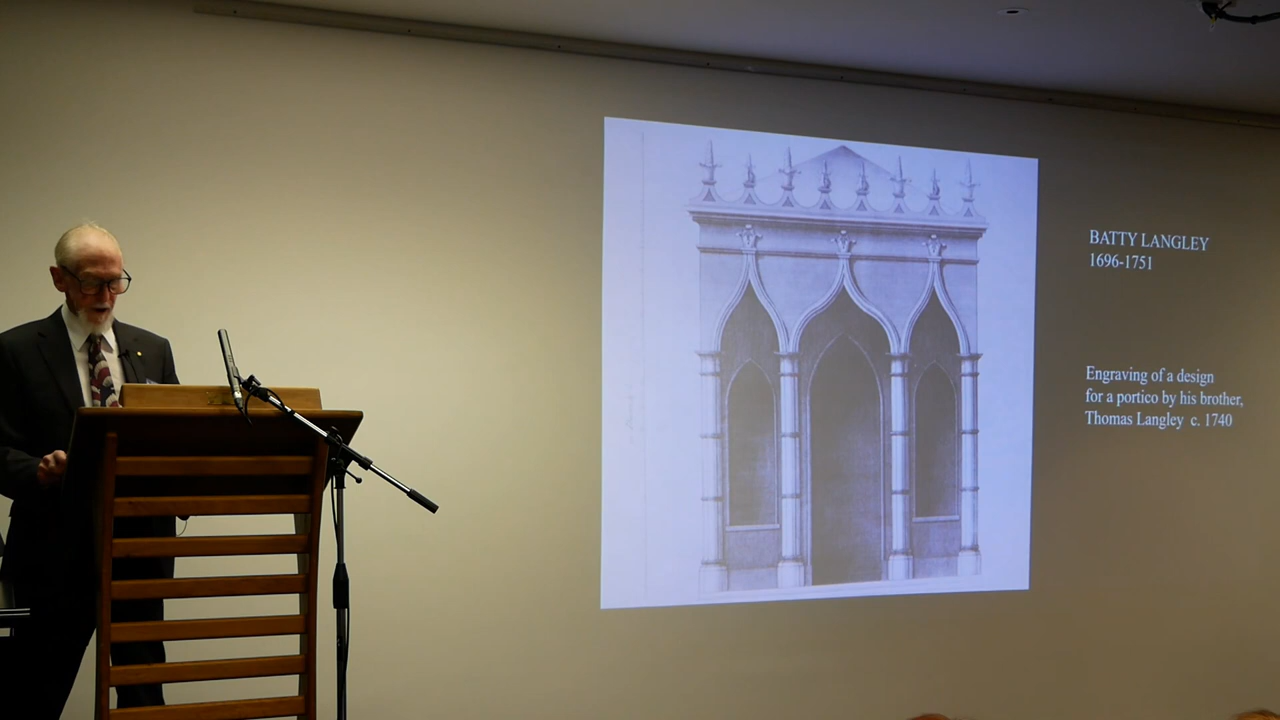 BATTY LANGLEY
1696-1751
Engraving of a design
for a portico by his brother,
Thomas Langley c. 1740